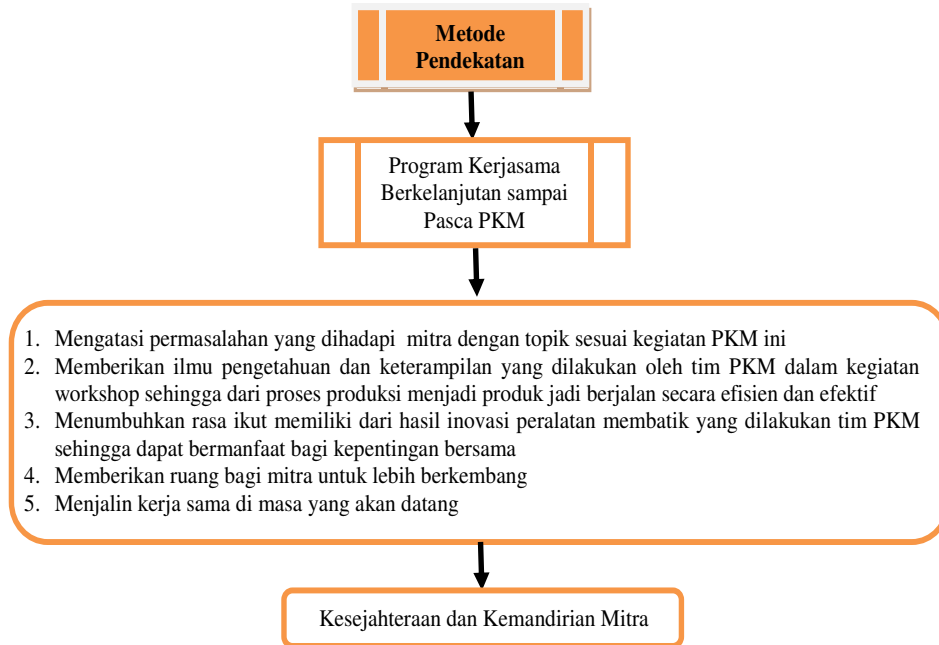 Metode
Pendekatan
Program Kerjasama
Berkelanjutan sampai
Pasca PKM
1. Mengatasi permasalahan yang dihadapi mitra dengan topik sesuai kegiatan PKM ini
2. Memberikan ilmu pengetahuan dan keterampilan yang dilakukan oleh tim PKM dalam kegiatan
workshop sehingga dari proses produksi menjadi produk jadi berjalan secara efisien dan efektif
3. Menumbuhkan rasa ikut memiliki dari hasil inovasi peralatan membatik yang dilakukan tim PKM
sehingga dapat bermanfaat bagi kepentingan bersama
4. Memberikan ruang bagi mitra untuk lebih berkembang
5. Menjalin kerja sama di masa yang akan datang
Kesejahteraan dan Kemandirian Mitra